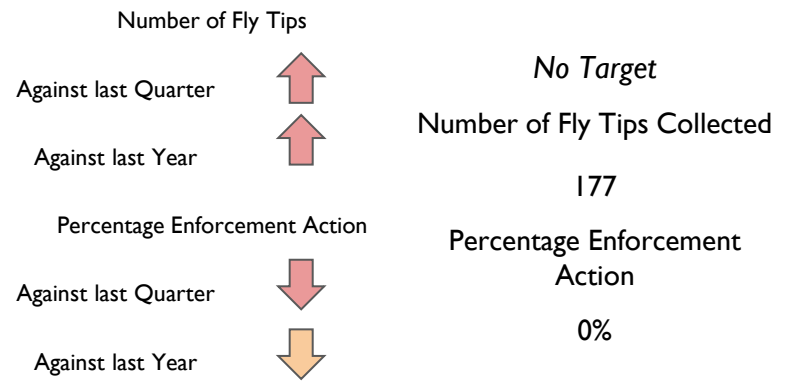 Number of Fly Tips
Against last Quarter
Against last Year
Percentage Enforcement Action
Against last Quarter
Against last Year
No Target
Number of Fly Tips Collected
177
Percentage Enforcement
Action
0%